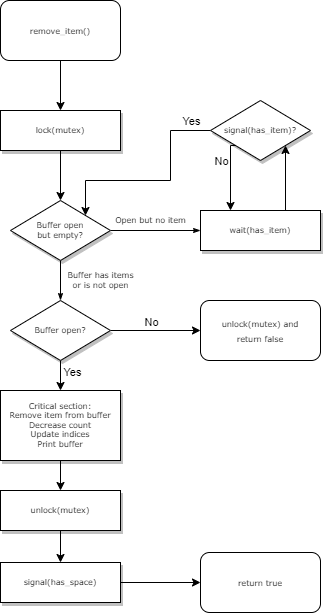 remove_item()
lock(mutex)
signal(has_item)?
Yes
No
Buffer open
but empty?
Open but no item
wait(has_item)
Buffer has items
or is not open
Buffer open?
No
unlock(mutex) and
return false
Yes
Critical section:
Remove item from buffer
Decrease count
Update indices
Print buffer
unlock(mutex)
signal(has_space)
return true